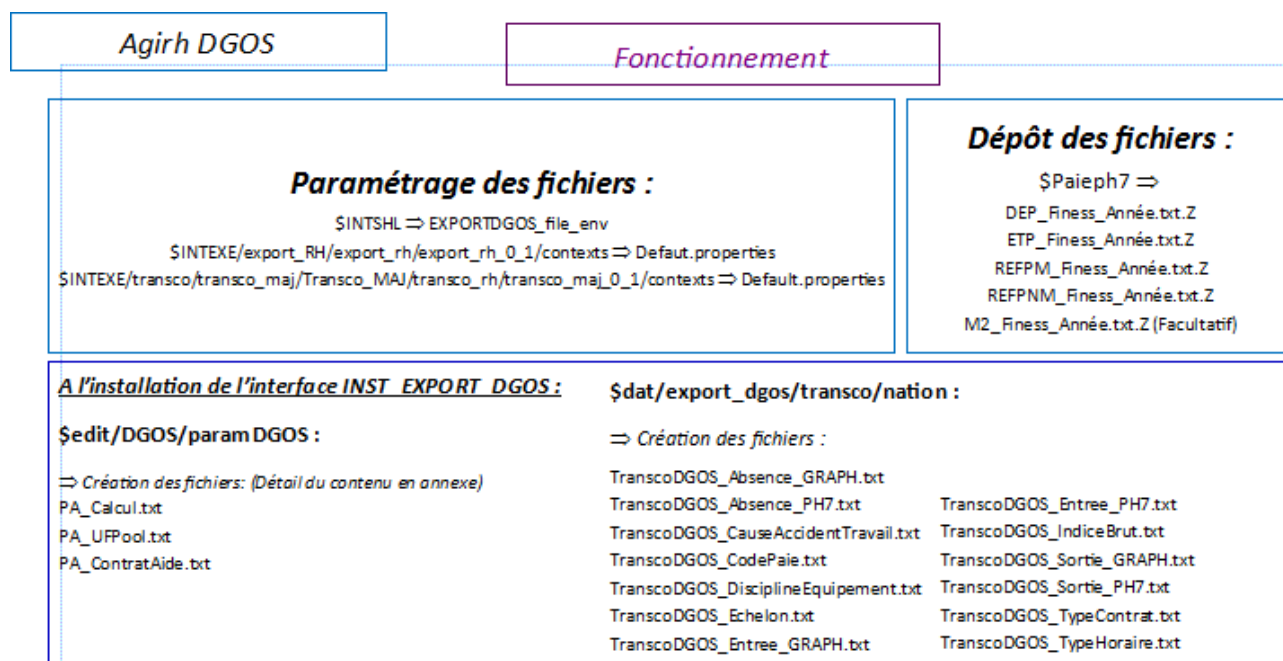 Agirh DGOS
Fonctionnement
Paramétrage des fichiers :
$INTSHL ⇒ EXPORTDGOS_file_env
$INTEXE/export_RH/export_rh/export_rh_0_1/contexts ⇒ Defaut.properties
$INTEXE/transco/transco_maj/Transco_MAJ/transco_rh/transco_maj_0_1/contexts ⇒ Default.properties
Dépôt des fichiers :
$Paieph7 ⇒
DEP_Finess_Année.txt.Z
ETP_Finess_Année.txt.Z
REFPM_Finess_Année.txt.Z
REFPNM_Finess_Année.txt.Z
M2_Finess_Année.txt.Z (Facultatif)
A l'installation de l'interface INST_EXPORT_DGOS :
$edit/DGOS/param DGOS :
⇒ Création des fichiers: (Détail du contenu en annexe)
PA_Calcul.txt
PA_UFPool.txt
PA_ContratAide.txt
$dat/export_dgos/transco/nation :
⇒ Création des fichiers :
TranscoDGOS_Absence_GRAPH.txt
TranscoDGOS_Absence_PH7.txt
TranscoDGOS_CauseAccidentTravail.txt
TranscoDGOS_CodePaie.txt
TranscoDGOS_DisciplineEquipement.txt
TranscoDGOS_Echelon.txt
TranscoDGOS_Entree_GRAPH.txt
TranscoDGOS_Entree_PH7.txt
TranscoDGOS_IndiceBrut.txt
TranscoDGOS_Sortie_GRAPH.txt
TranscoDGOS_Sortie_PH7.txt
TranscoDGOS_TypeContrat.txt
TranscoDGOS_TypeHoraire.txt